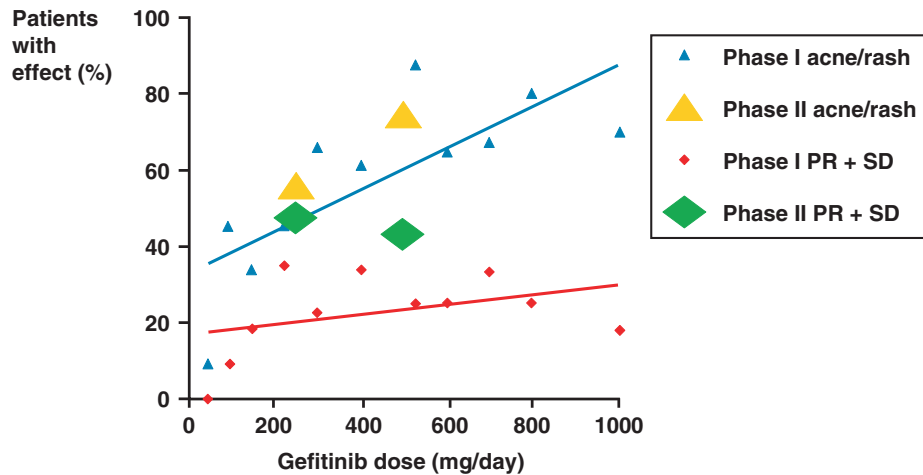 Patients
with
effect (%)
100
80
60
40
20
0
0 200 400 600 800 1000
Gefitinib dose (mg/day)
Phase I acne/rash
Phase II acne/rash
Phase I PR + SD
Phase II PR + SD